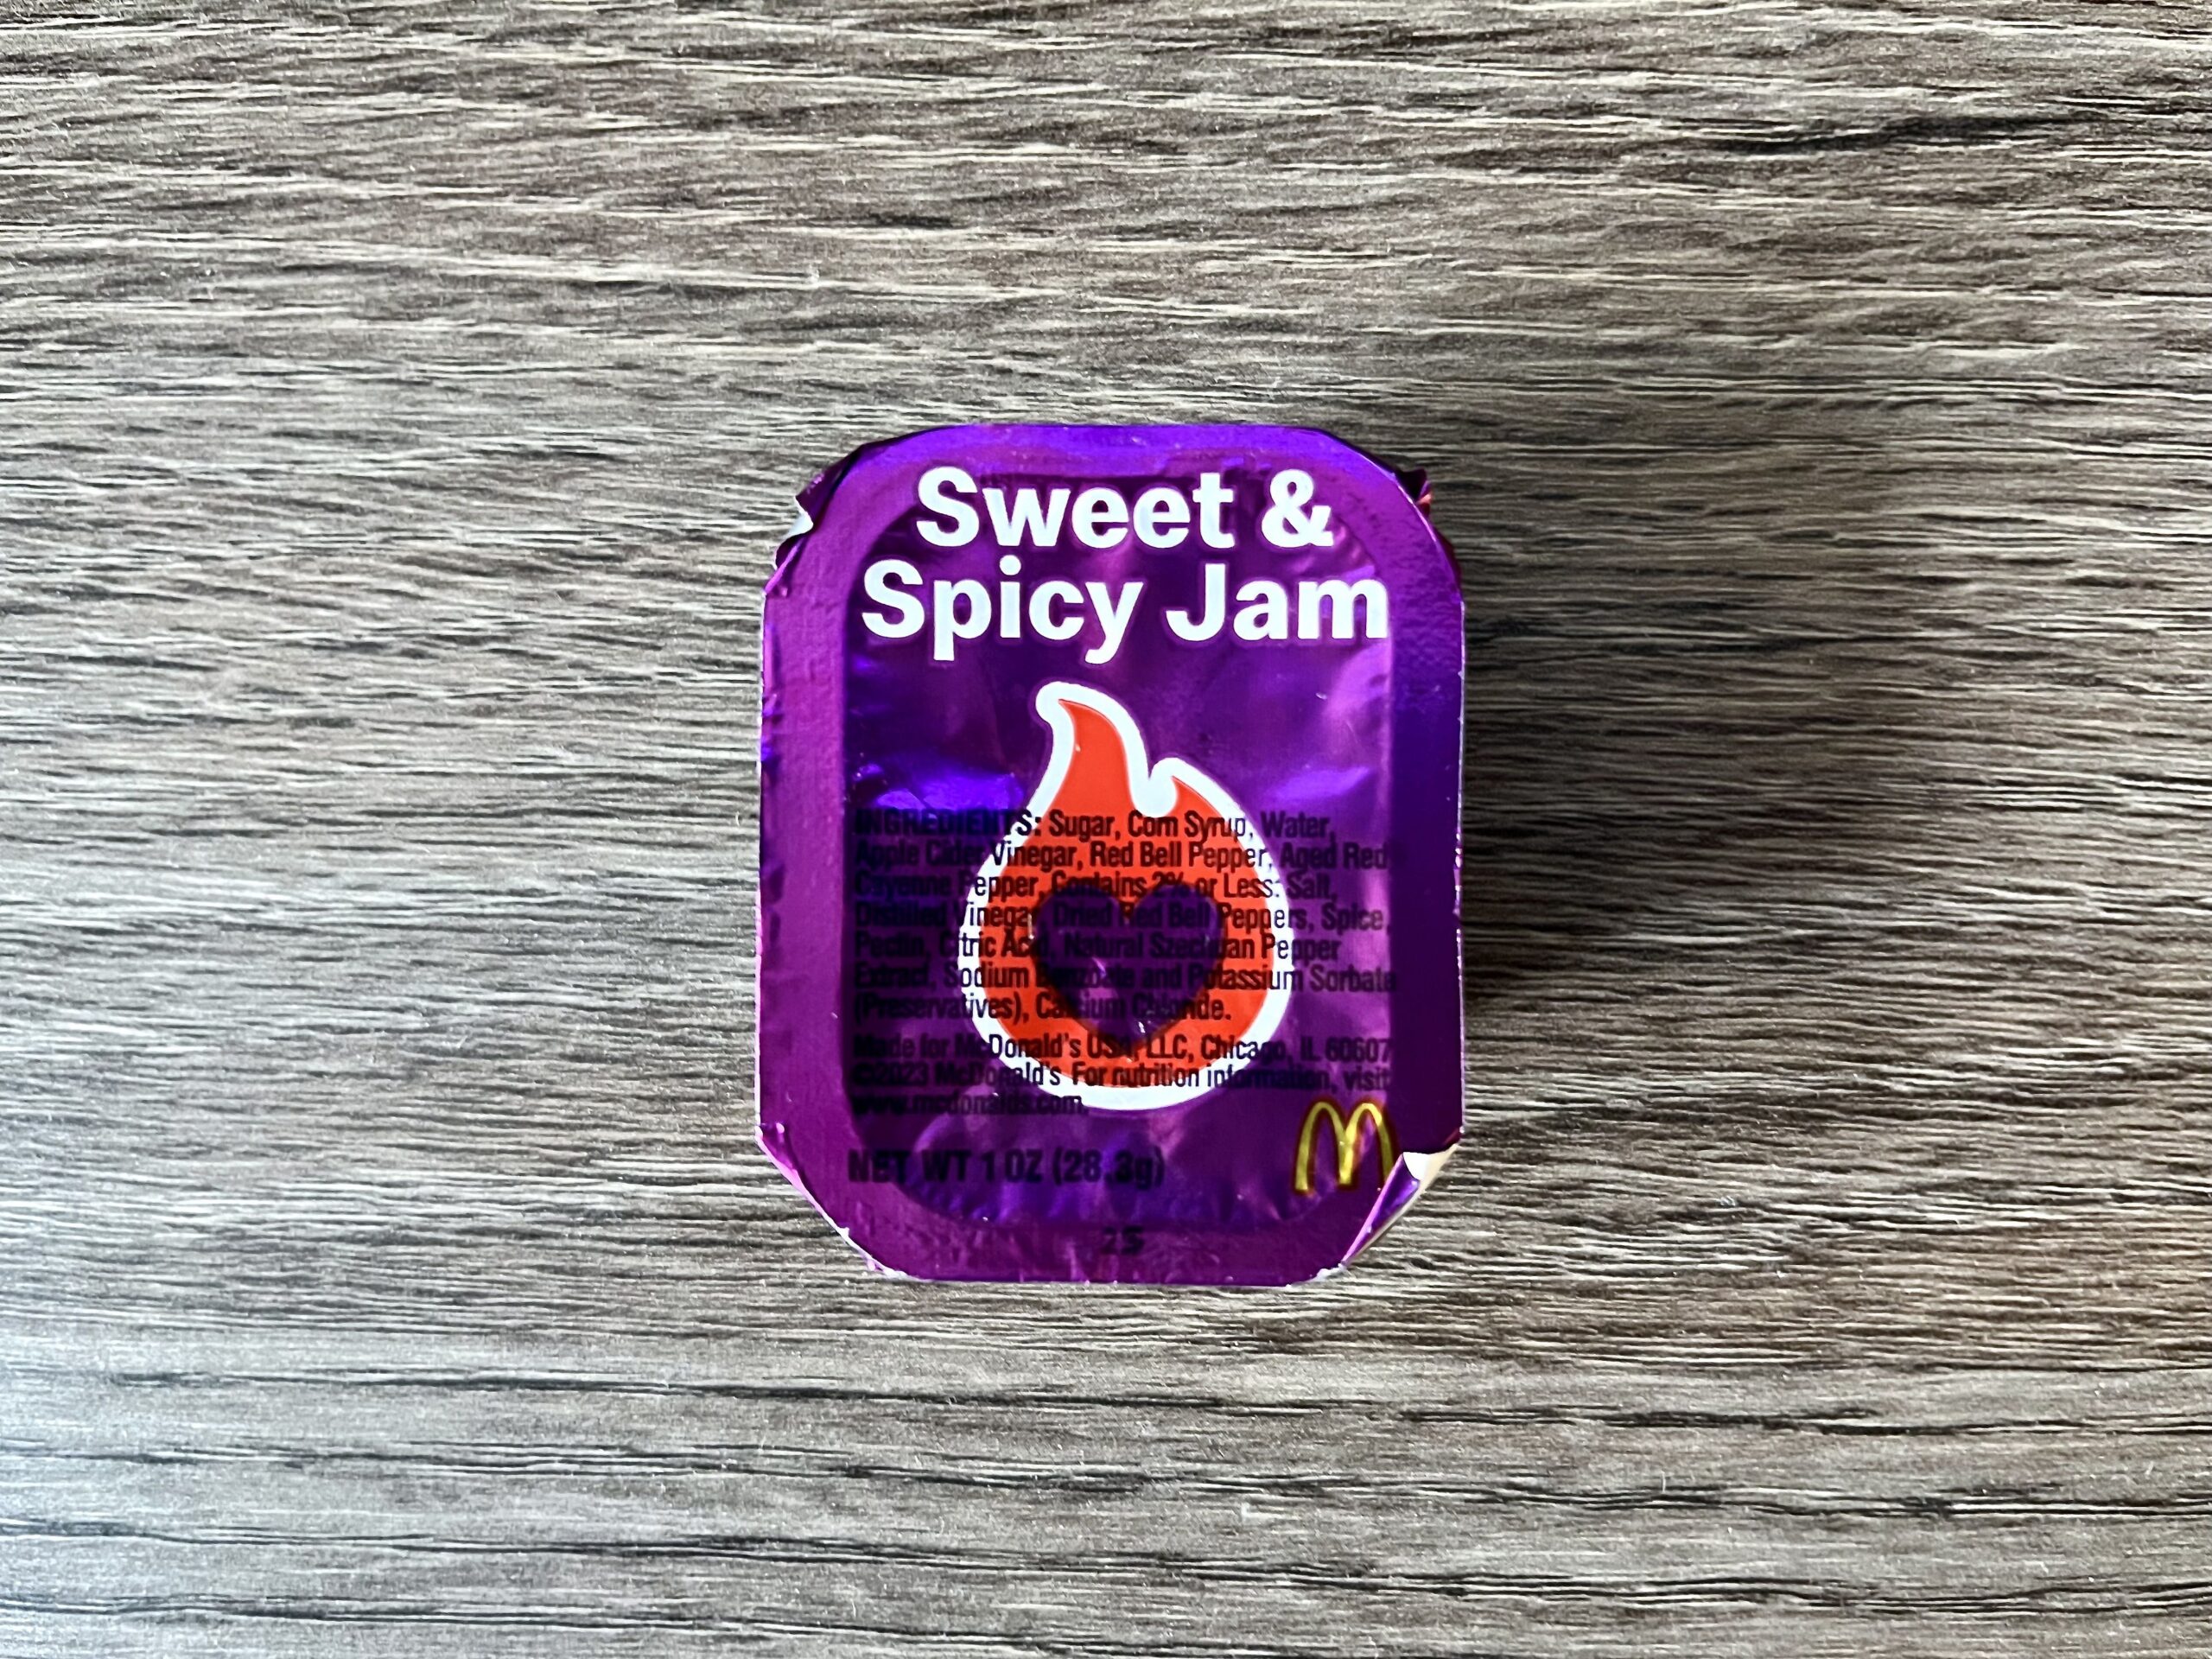 Sweet &
Spicy Jam
INGREDIENTS: Sugar, Corn Syrup, Water,
Apple Cider Vinegar, Red Bell Pepper, Aged Red
Cayenne Pepper, Contains 2% or Less: Salt,
Distilled Vinegar, Dried Red Bell Peppers, Spice,
Pectin, Citric Acid, Natural Szechuan Pepper
Extract, Sodium Benzoate and Potassium Sorbate
(Preservatives), Calcium Chloride.
Made for McDonald's USA, LLC, Chicago, IL 60607
©2023 McDonald's For nutrition information, visit
www.mcdonalds.com.
NET WT 1 OZ (28.3g)
M
25